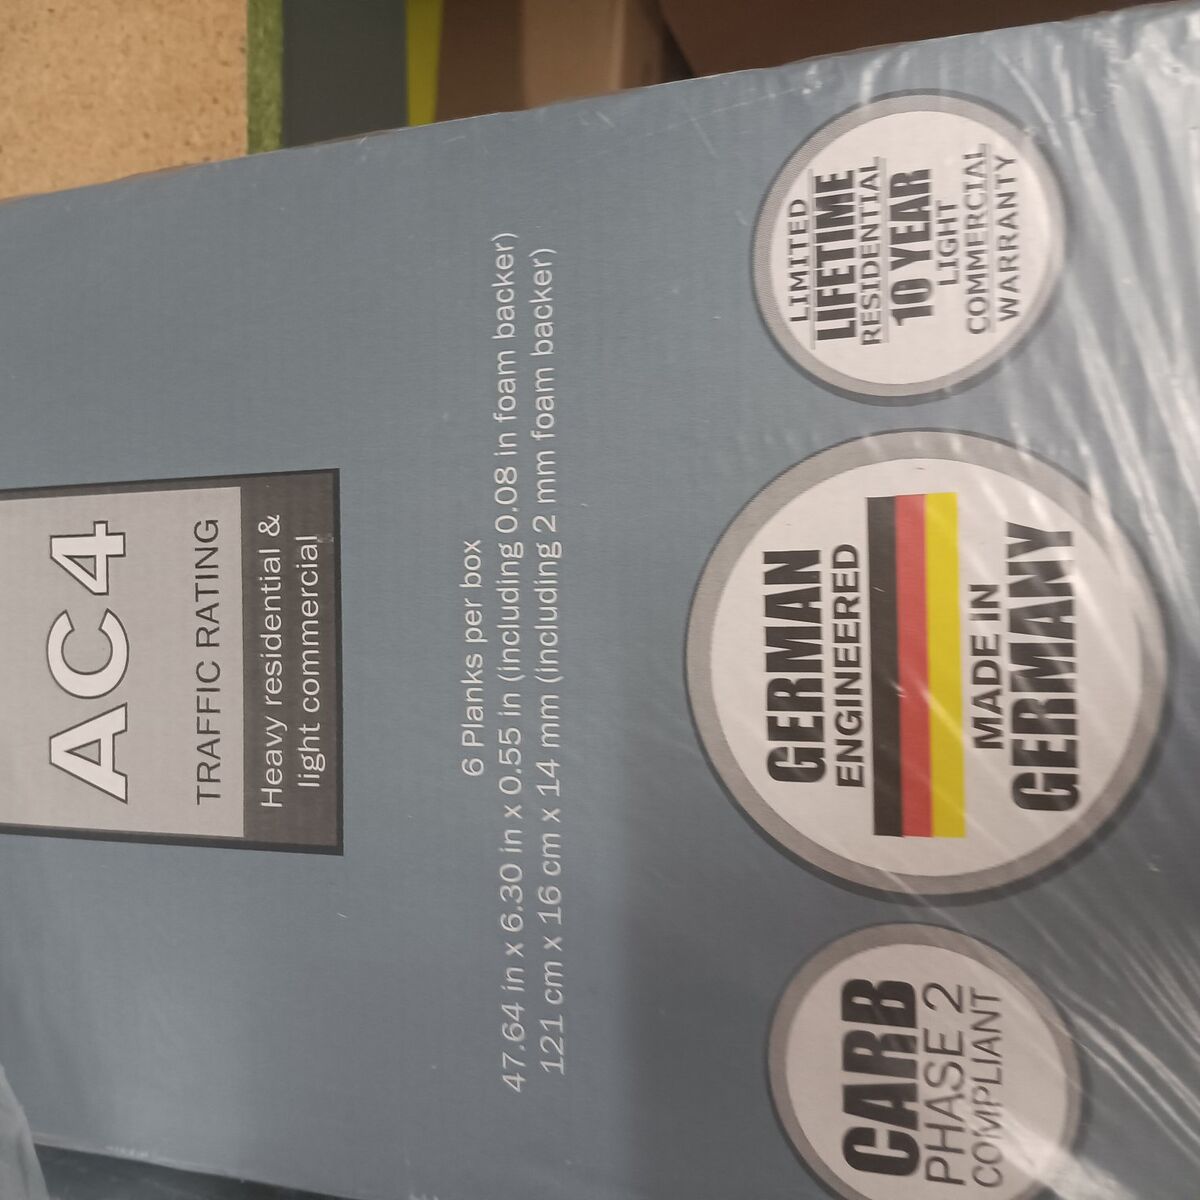 AC4
TRAFFIC RATING
Heavy residential &
light commercial
6 Planks per box
47.64 in x 6.30 in x 0.55 in (including 0.08 in foam backer)
121 cm x 16 cm x 14 mm (including 2 mm foam backer)
CARB
PHASE 2
COMPLIANT
GERMAN
ENGINEERED
MADE IN
GERMANY
LIMITED
LIFETIME
RESIDENTIAL
10 YEAR
LIGHT
COMMERCIAL
WARRANTY